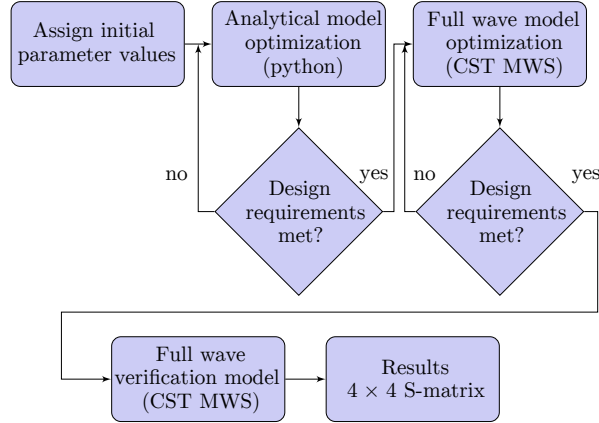 Assign initial
parameter values
Analytical model
optimization
(python)
Full wave model
optimization
(CST MWS)
no
Design
requirements
met?
yes
no
Design
requirements
met?
yes
Full wave
verification model
(CST MWS)
Results
4 × 4 S-matrix